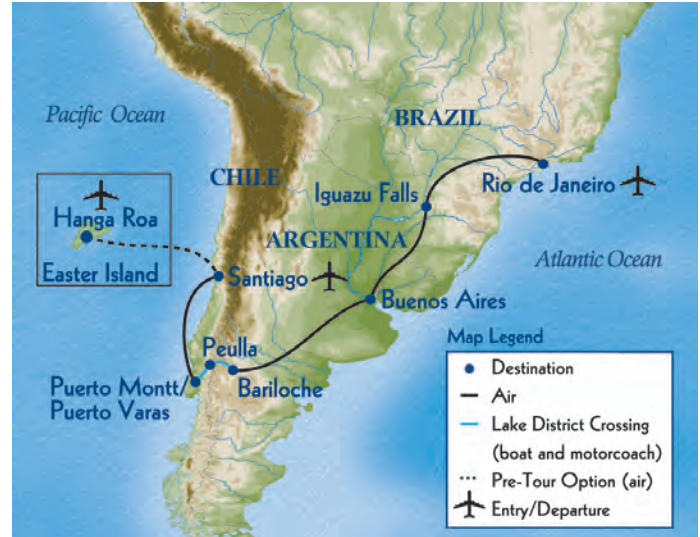 Pacific Ocean
BRAZIL
CHILE
Hanga Roa
Easter Island
Iguazu Falls
Rio de Janeiro
ARGENTINA
Santiago
Atlantic Ocean
Buenos Aires
Peulla
Puerto Montt/
Puerto Varas
Bariloche
Map Legend
Destination
Air
Lake District Crossing
(boat and motorcoach)
Pre-Tour Option (air)
Entry/Departure